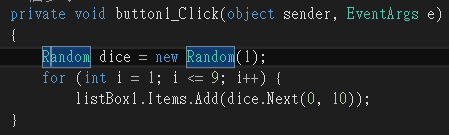 private void button1_Click(object sender, EventArgs e)
{
Random dice = new Random(1);
for (int i = 1; i <= 9; i++) {
listBox1.Items.Add(dice.Next(0, 10));
}